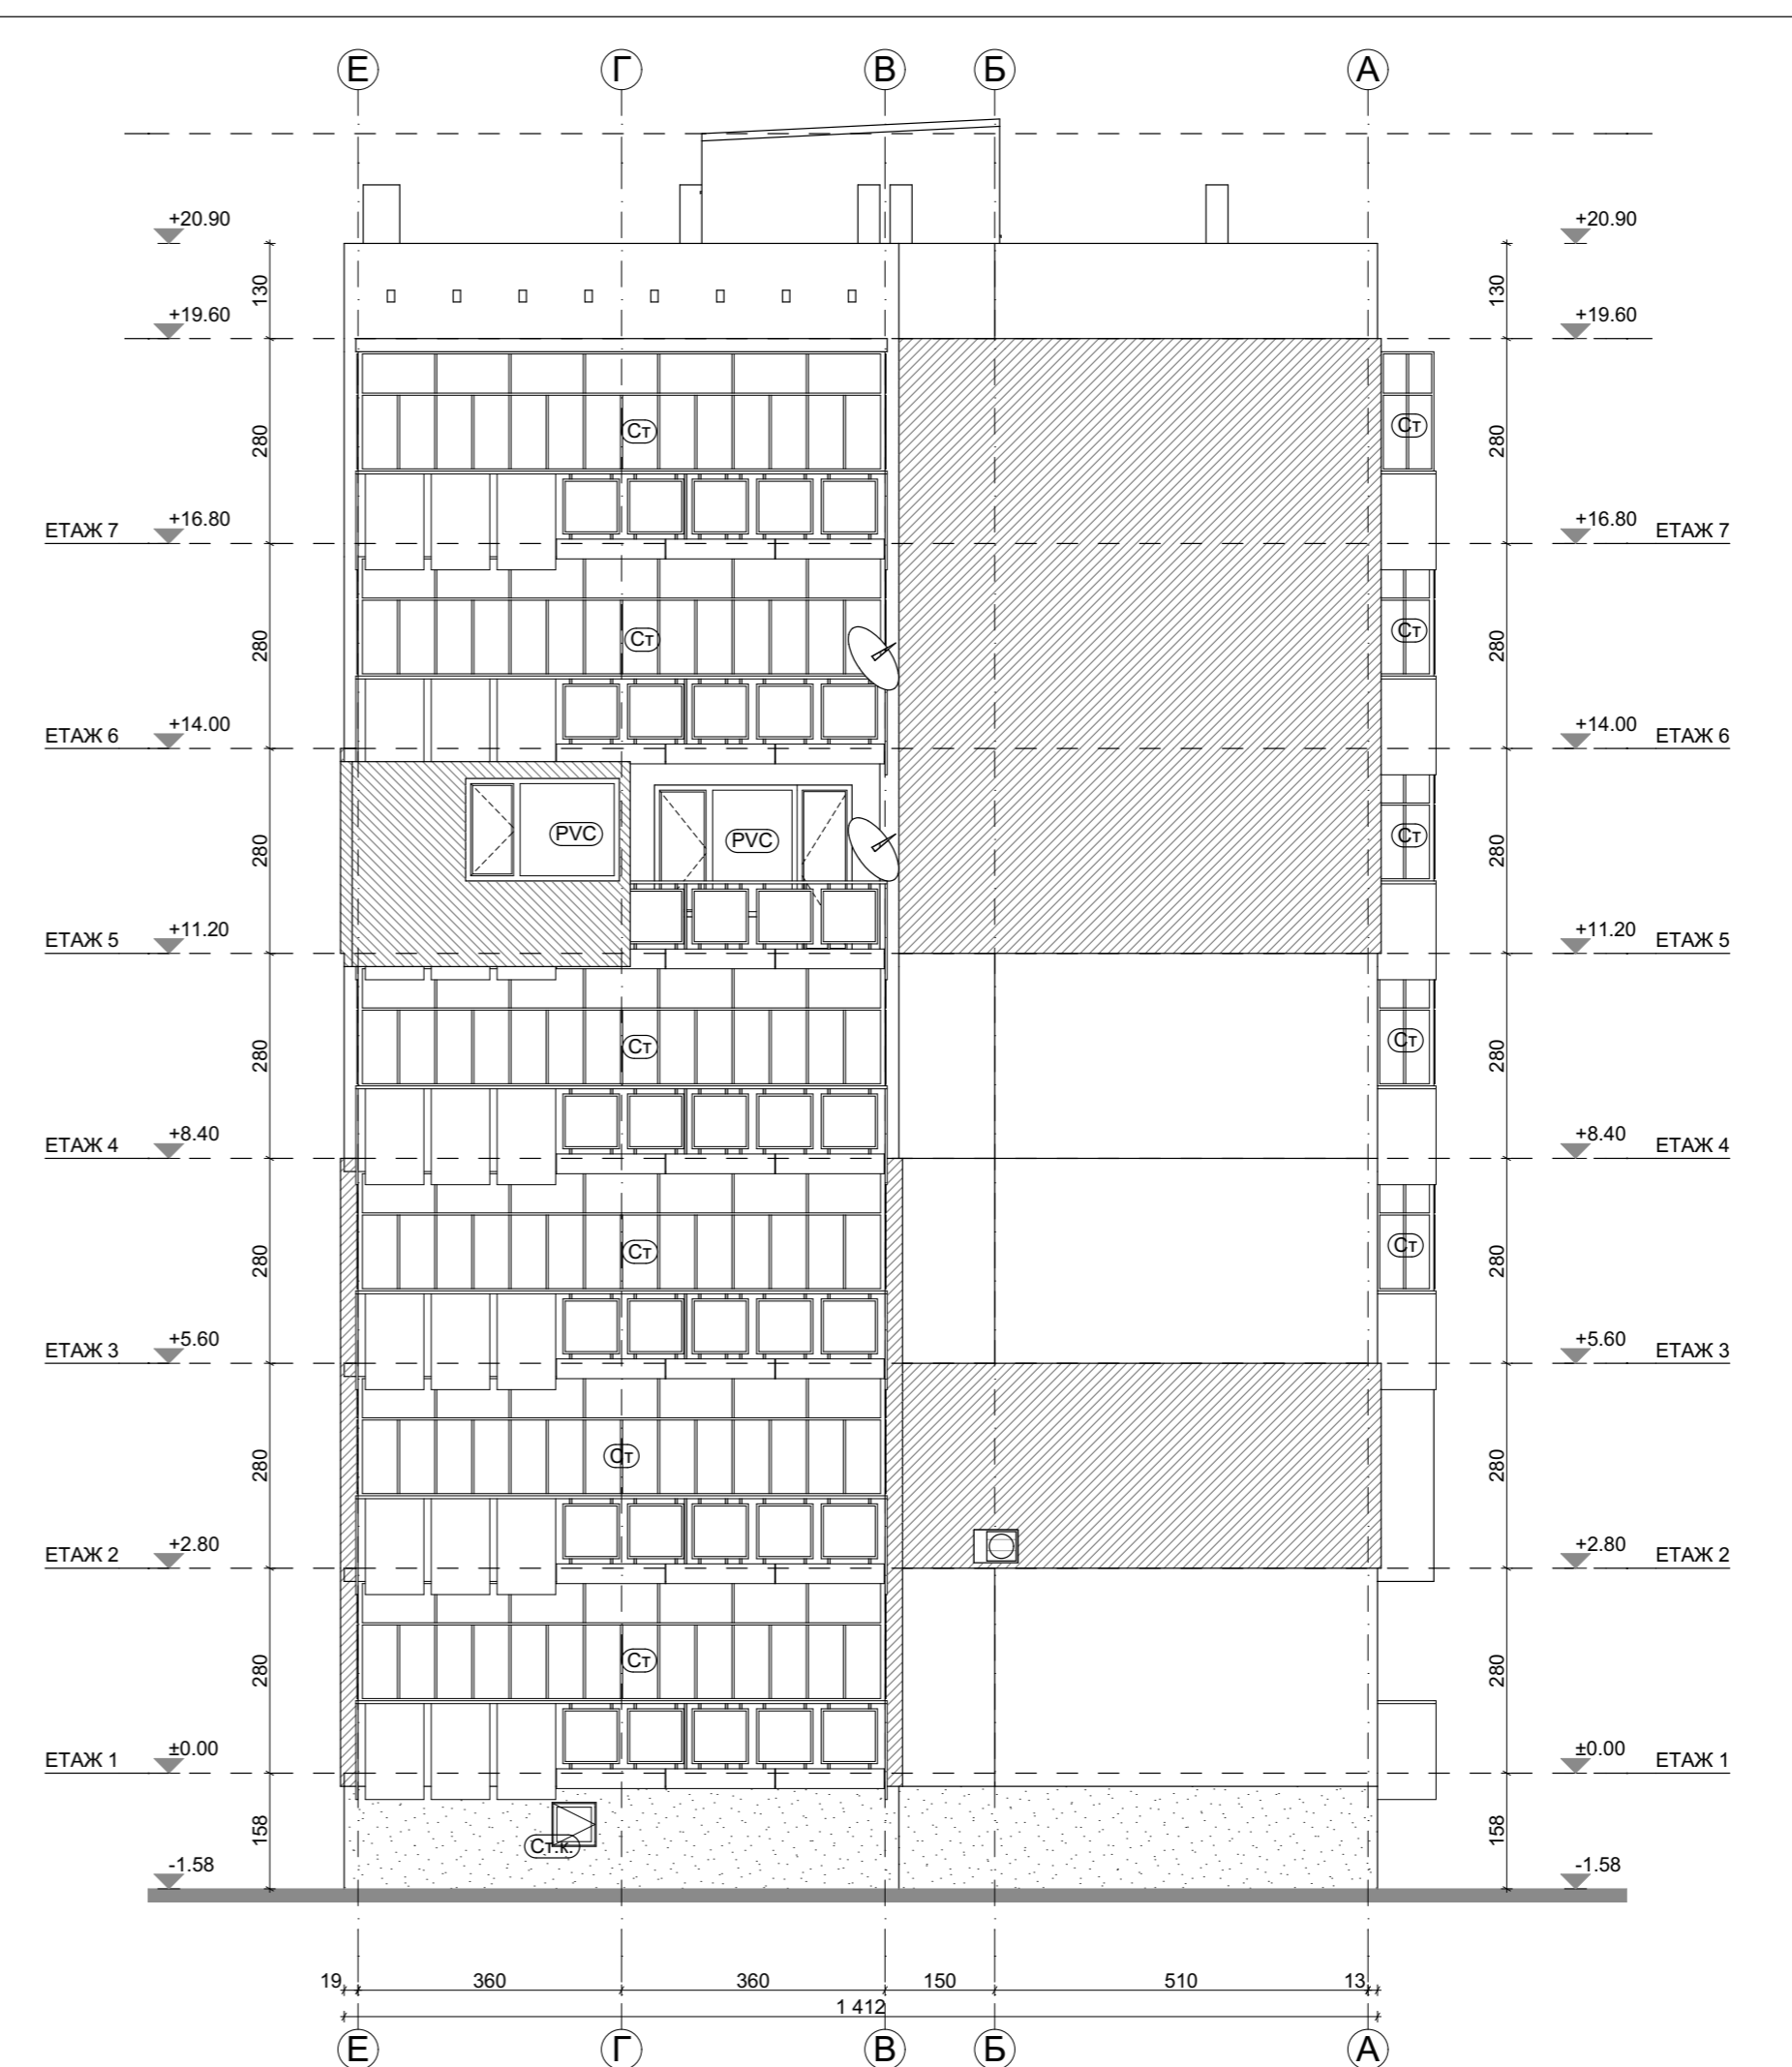 Е Г В Б А
+20.90 +20.90
130 130
+19.60 +19.60
280 Ст Ст 280
ЕТАЖ 7 +16.80 +16.80 ЕТАЖ 7
280 Ст Ст 280
ЕТАЖ 6 +14.00 +14.00 ЕТАЖ 6
280 PVC PVC Ст 280
ЕТАЖ 5 +11.20 +11.20 ЕТАЖ 5
280 Ст Ст 280
ЕТАЖ 4 +8.40 +8.40 ЕТАЖ 4
280 Ст Ст 280
ЕТАЖ 3 +5.60 +5.60 ЕТАЖ 3
280 Ст 280
ЕТАЖ 2 +2.80 +2.80 ЕТАЖ 2
280 Ст 280
ЕТАЖ 1 ±0.00 ±0.00 ЕТАЖ 1
158 Ст.к. 158
-1.58 -1.58
19 360 360 150 510 13
1 412
Е Г В Б А